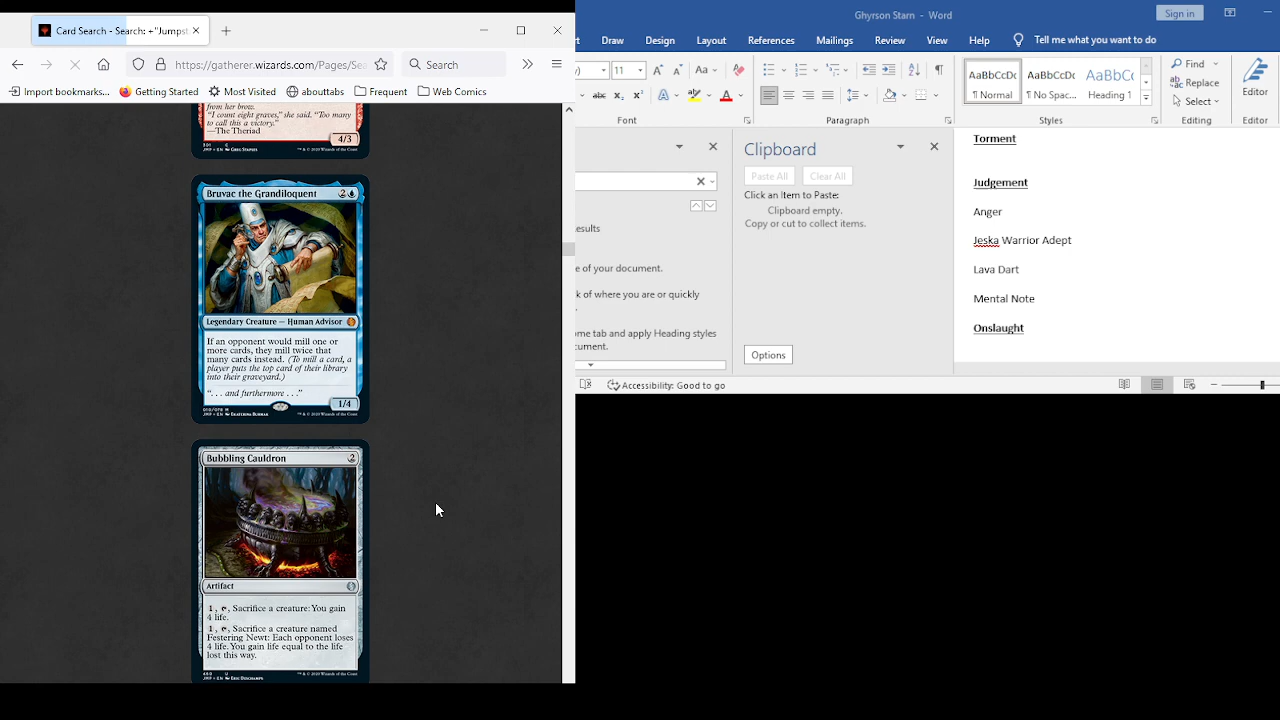 Card Search - Search: +"Jumpst
https://gatherer.wizards.com/Pages/Sea
Search
Import bookmarks...
Getting Started
Most Visited
abouttabs
Frequent
Web Comics
from her brow.
"I count eight graves," she said. "Too many
to call this a victory."
—The Theriad
4/3
Bruvac the Grandiloquent
2
Legendary Creature — Human Advisor
If an opponent would mill one or
more cards, they mill twice that
many cards instead. (To mill a card, a
player puts the top card of their library
into their graveyard.)
". . . and furthermore . . ."
1/4
Bubbling Cauldron
2
Artifact
1, , Sacrifice a creature: You gain
4 life.
1, , Sacrifice a creature named
Festering Newt: Each opponent loses
4 life. You gain life equal to the life
lost this way.
Ghyrson Starn - Word
Sign in
rt
Draw
Design
Layout
References
Mailings
Review
View
Help
Tell me what you want to do
y)
11
Aa
AaBbCcDc
AaBbCcDc
AaBbC
¶ Normal
¶ No Spac...
Heading 1
Find
Replace
Select
Editor
Font
Paragraph
Styles
Editing
Editor
esults
e of your document.
k of where you are or quickly
ome tab and apply Heading styles
cument.
Clipboard
Paste All
Clear All
Click an Item to Paste:
Clipboard empty.
Copy or cut to collect items.
Options
Torment
Judgement
Anger
Jeska Warrior Adept
Lava Dart
Mental Note
Onslaught
Accessibility: Good to go